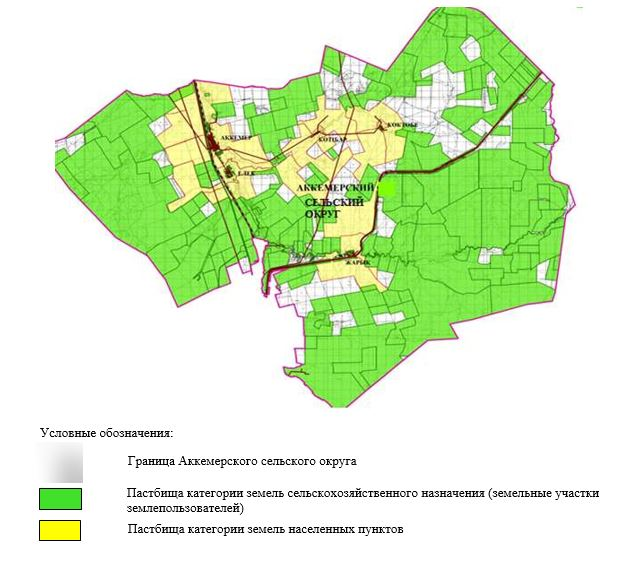 АККЕМЕР
ЕЛЕК
КОТИБАР
КОКТОБЕ
АККЕМЕРСКИЙ
СЕЛЬСКИЙ
ОКРУГ
ЖАРЫК
Условные обозначения:
Граница Аккемерского сельского округа
Пастбища категории земель сельскохозяйственного назначения (земельные участки
землепользователей)
Пастбища категории земель населенных пунктов